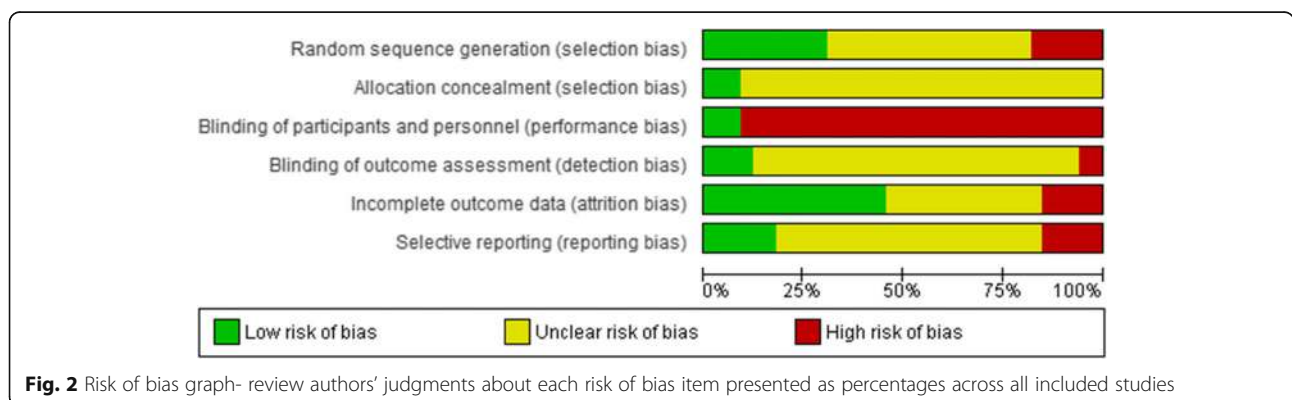 Random sequence generation (selection bias)
Allocation concealment (selection bias)
Blinding of participants and personnel (performance bias)
Blinding of outcome assessment (detection bias)
Incomplete outcome data (attrition bias)
Selective reporting (reporting bias)
0% 25% 50% 75% 100%
Low risk of bias Unclear risk of bias High risk of bias
Fig. 2 Risk of bias graph- review authors’ judgments about each risk of bias item presented as percentages across all included studies